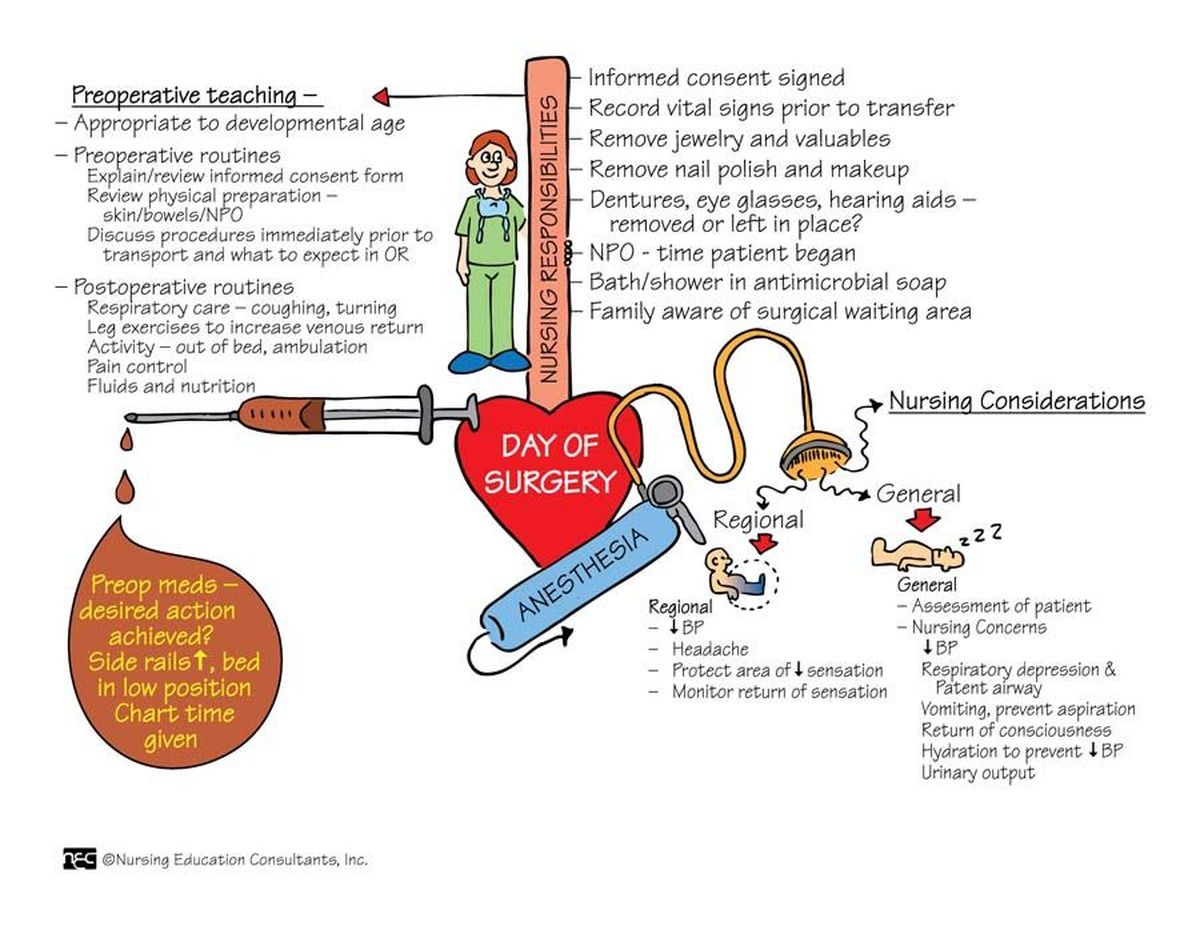 Preoperative teaching –
– Appropriate to developmental age
– Preoperative routines
Explain/review informed consent form
Review physical preparation –
skin/bowels/NPO
Discuss procedures immediately prior to
transport and what to expect in OR
– Postoperative routines
Respiratory care – coughing, turning
Leg exercises to increase venous return
Activity – out of bed, ambulation
Pain control
Fluids and nutrition
NURSING RESPONSIBILITIES
– Informed consent signed
– Record vital signs prior to transfer
– Remove jewelry and valuables
– Remove nail polish and makeup
– Dentures, eye glasses, hearing aids –
removed or left in place?
– NPO - time patient began
– Bath/shower in antimicrobial soap
– Family aware of surgical waiting area
DAY OF
SURGERY
ANESTHESIA
Nursing Considerations
Regional
Regional
– ↓ BP
– Headache
– Protect area of ↓ sensation
– Monitor return of sensation
General
z z z
General
– Assessment of patient
– Nursing Concerns
↓ BP
Respiratory depression &
Patent airway
Vomiting, prevent aspiration
Return of consciousness
Hydration to prevent ↓ BP
Urinary output
Preop meds –
desired action
achieved?
Side rails↑, bed
in low position
Chart time
given
nec ©Nursing Education Consultants, Inc.